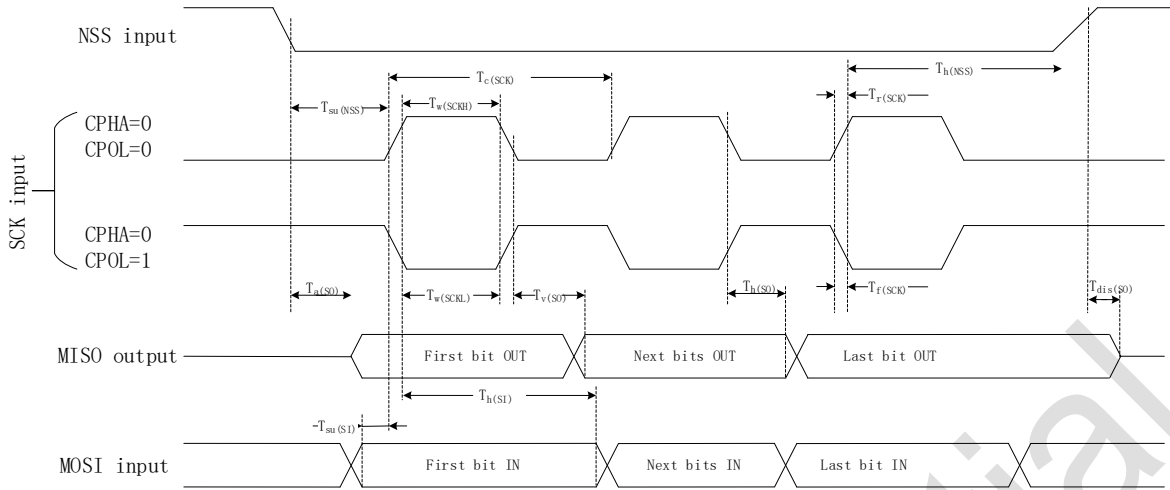 NSS input
Tc(SCK)
Th(NSS)
Tsu(NSS)
Tw(SCKH)
Tr(SCK)
CPHA=0
CPOL=0
SCK input
CPHA=0
CPOL=1
Ta(SO)
Tw(SCKL)
Tv(SO)
Th(SO)
Tf(SCK)
Tdis(SO)
MISO output
First bit OUT
Next bits OUT
Last bit OUT
Th(SI)
Tsu(SI)
MOSI input
First bit IN
Next bits IN
Last bit IN